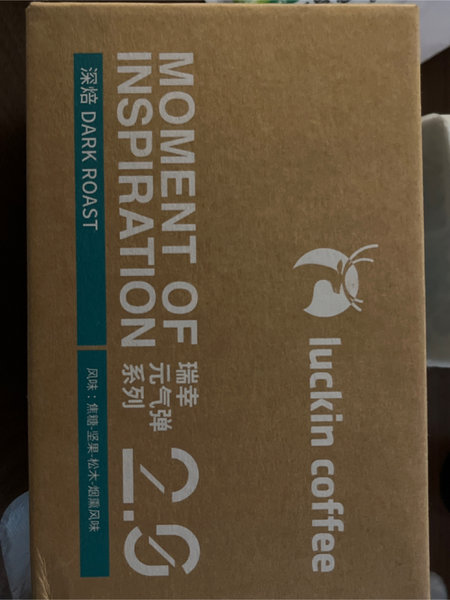 luckin coffee
MOMENT OF
INSPIRATION
瑞幸
元气弹
系列
2.0
深焙 DARK ROAST
风味：焦糖-坚果-松木-烟熏风味